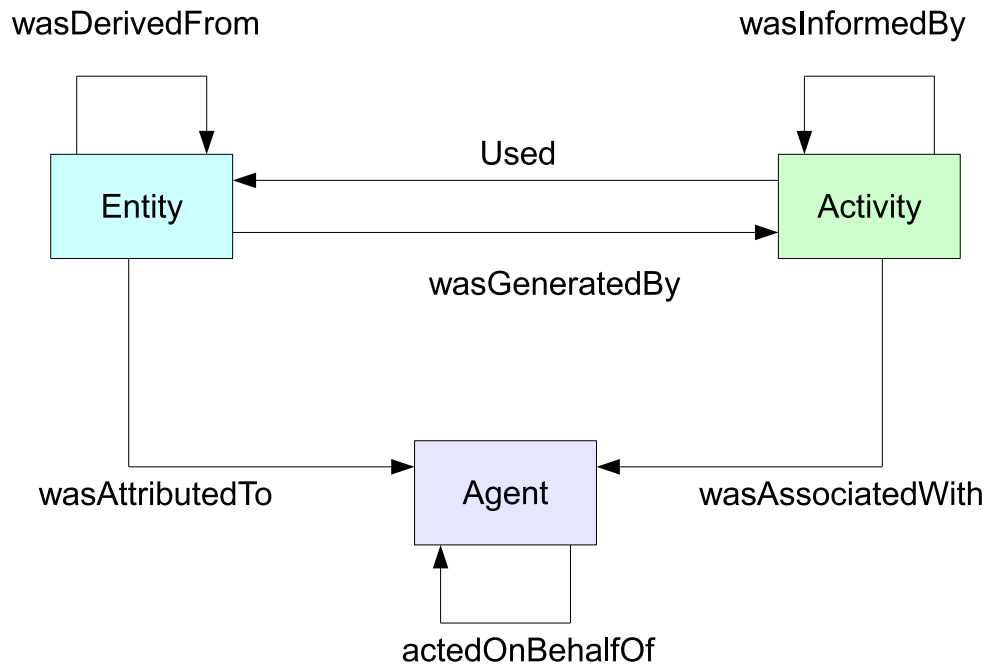 wasDerivedFrom
wasInformedBy
Used
Entity
Activity
wasGeneratedBy
wasAttributedTo
Agent
wasAssociatedWith
actedOnBehalfOf